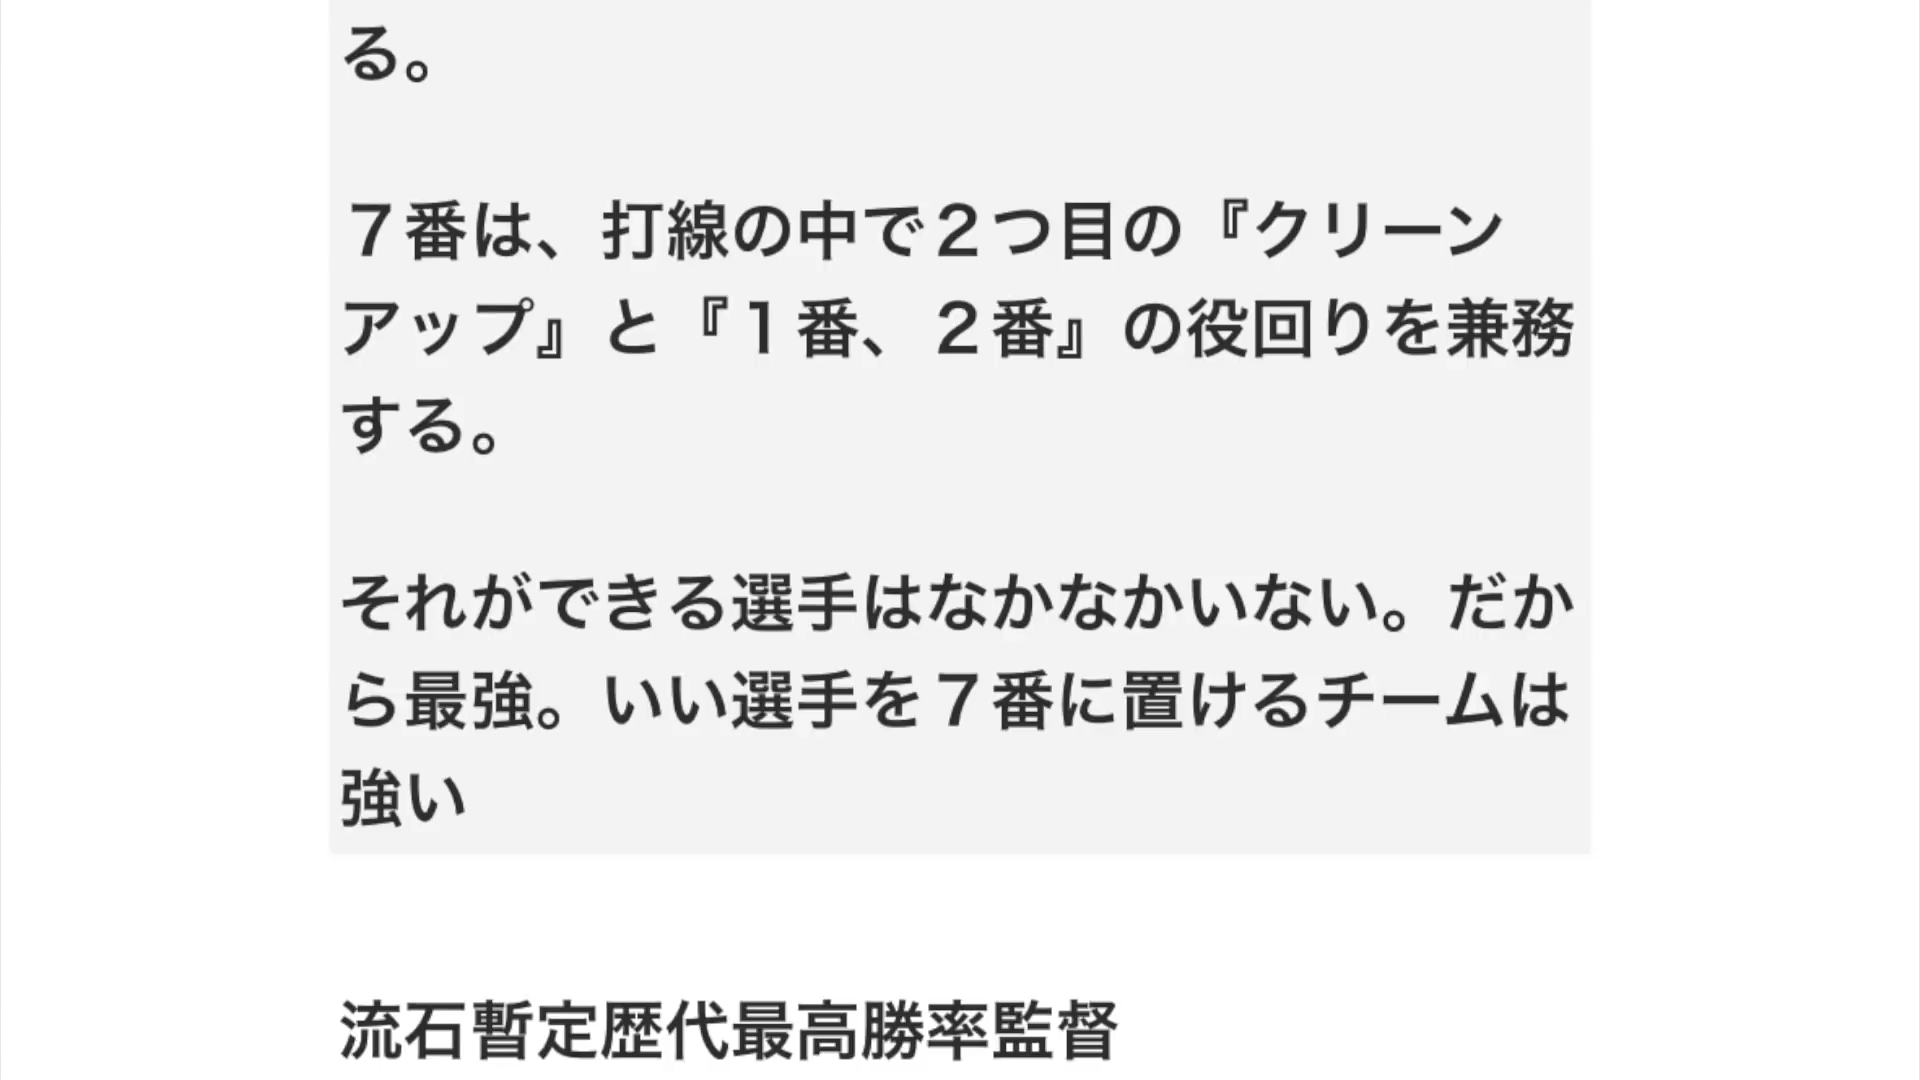 る。
７番は、打線の中で２つ目の『クリーン
アップ』と『１番、２番』の役回りを兼務
する。
それができる選手はなかなかいない。だか
ら最強。いい選手を７番に置けるチームは
強い
流石暫定歴代最高勝率監督